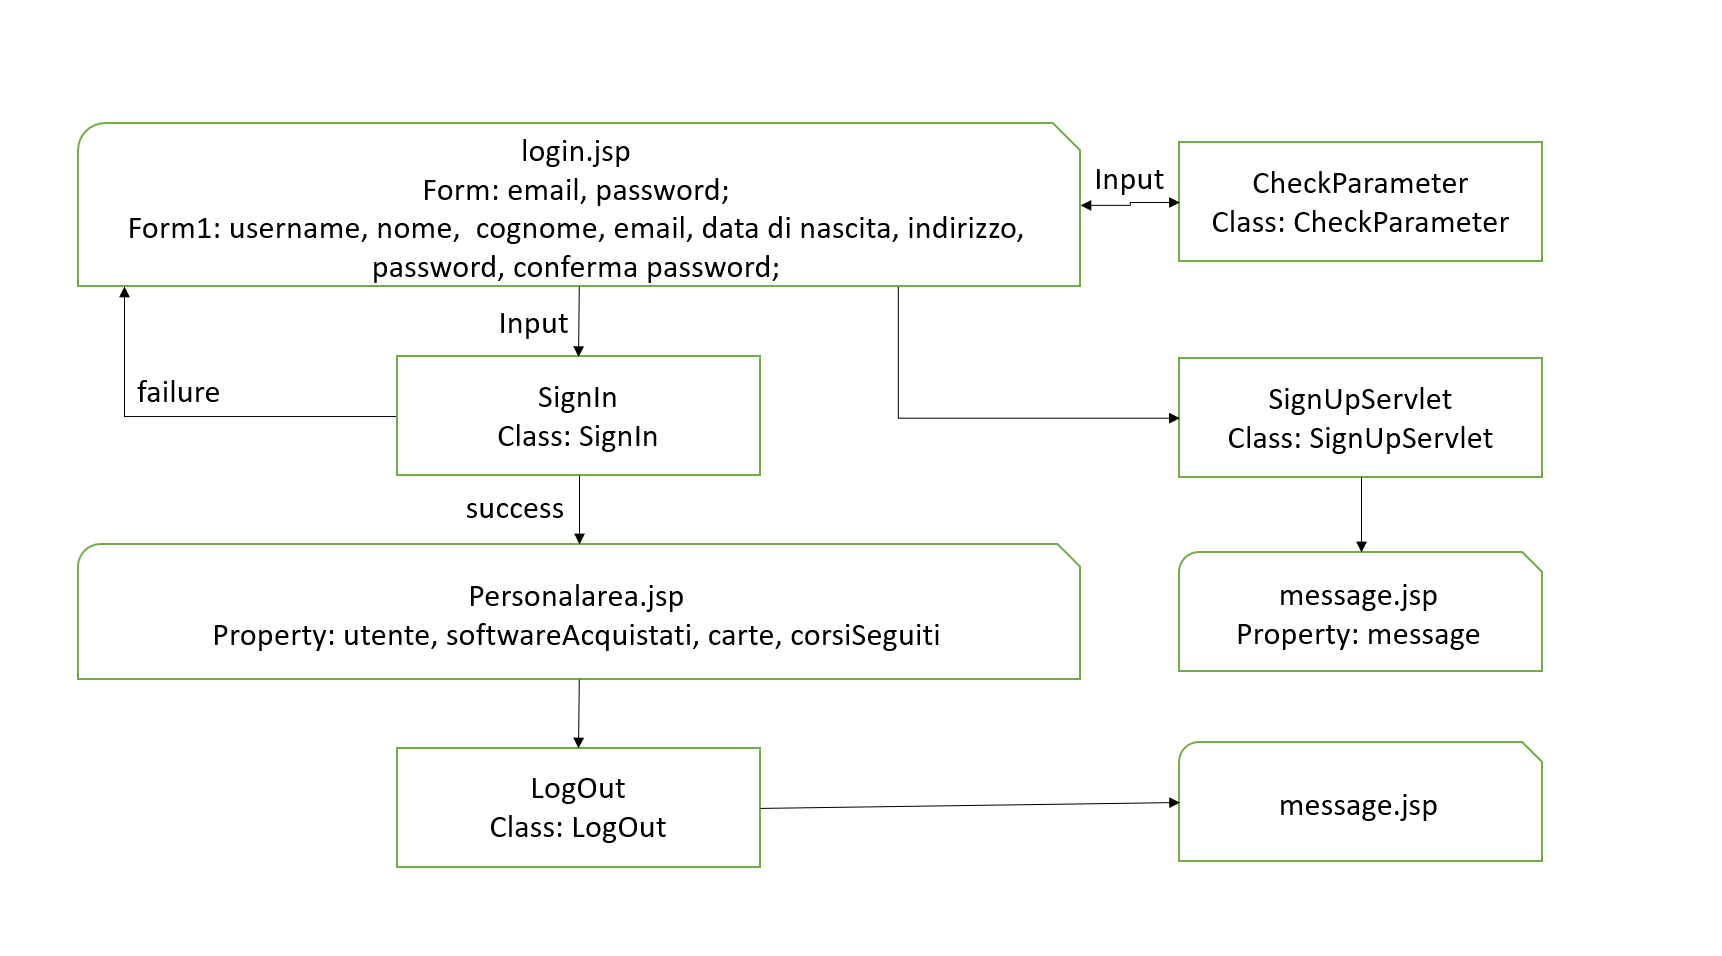 login.jsp
Form: email, password;
Form1: username, nome,  cognome, email, data di nascita, indirizzo,
password, conferma password;
Input
CheckParameter
Class: CheckParameter
Input
failure
SignIn
Class: SignIn
SignUpServlet
Class: SignUpServlet
success
Personalarea.jsp
Property: utente, softwareAcquistati, carte, corsiSeguiti
message.jsp
Property: message
LogOut
Class: LogOut
message.jsp